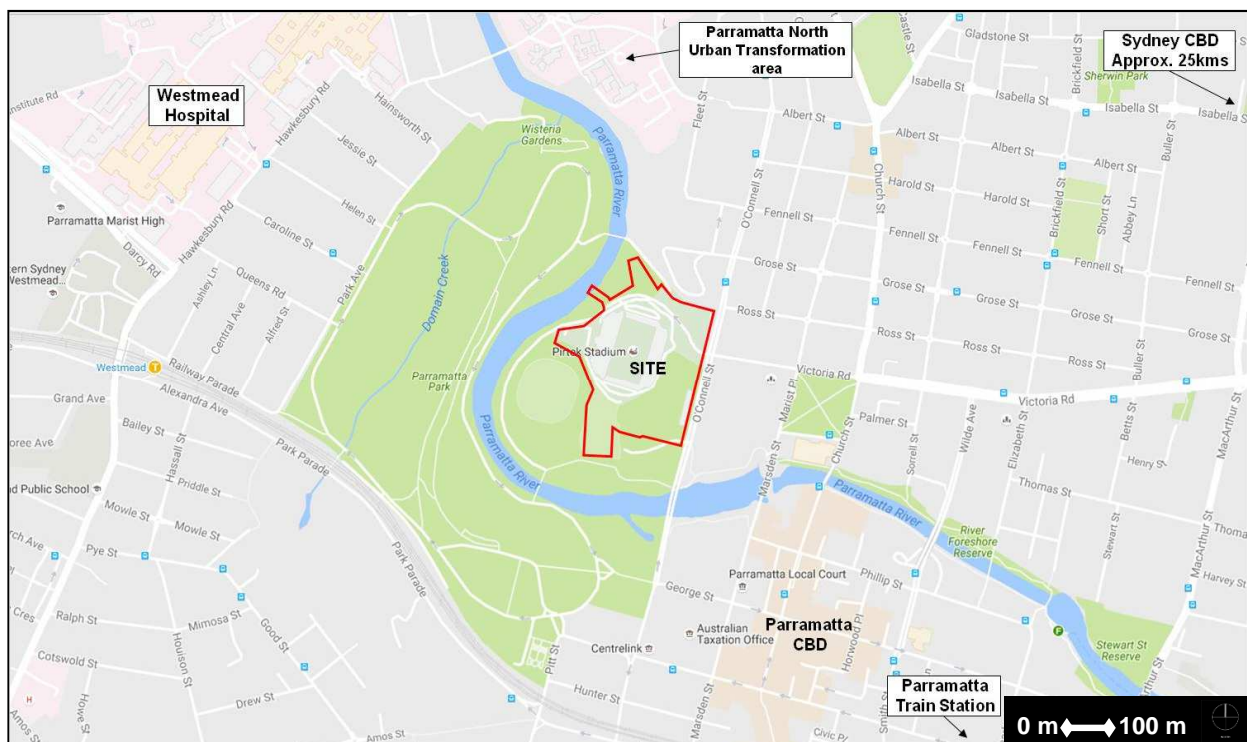 Parramatta North
Urban Transformation
area
Sydney CBD
Approx. 25kms
Westmead
Hospital
Gladstone St
Castle St
Brickfield St
Sherwin Park
Isabella St
Isabella St
Isabella St
Isabella St
Buller St
Institute Rd
Hawkesbury Rd
Hainsworth St
Wisteria
Gardens
Parramatta
River
Fleet St
Albert St
Albert St
Albert St
Jessie St
Parramatta Marist High
Helen St
Harold St
Harold St
Church St
O'Connell St
Brickfield St
Short St
Abbey Ln
Darcy Rd
Hawkesbury Rd
Caroline St
Fennell St
Fennell St
Fennell St
Fennell St
Westmead...
Ashley Ln
Queens Rd
Park Ave
Domain Creek
Grose St
Grose St
Grose St
Grose St
Central Ave
Alfred St
Ross St
Ross St
Ross St
Ross St
Pirtek Stadium
SITE
Westmead
Railway Parade
Alexandra Ave
Parramatta
Park
O'Connell St
Victoria Rd
Victoria Rd
Marist Pl
Buller St
Grand Ave
Bailey St
Hassall St
Park Parade
Church St
Palmer St
Sorrell St
Wilde Ave
Elizabeth St
Betts St
MacArthur St
Parramatta River
Marsden St
Henry St
Public School
Priddle St
Mowle St
Mowle St
Parramatta River
Thomas St
Stewart St
River
Foreshore
Reserve
MacArthur St
Pye St
Park Parade
Parramatta Local Court
Phillip St
Harvey St
George St
Ralph St
Mimosa St
Good St
Houison St
Australian
Taxation Office
Parramatta
CBD
Horwood Pl
Stewart St
Reserve
Cotswold St
Centrelink
Pitt St
Howe St
Drew St
Hunter St
Marsden St
Parramatta
Train Station
Smith St
Amos St
Amos St
Civic Pl
0 m 100 m